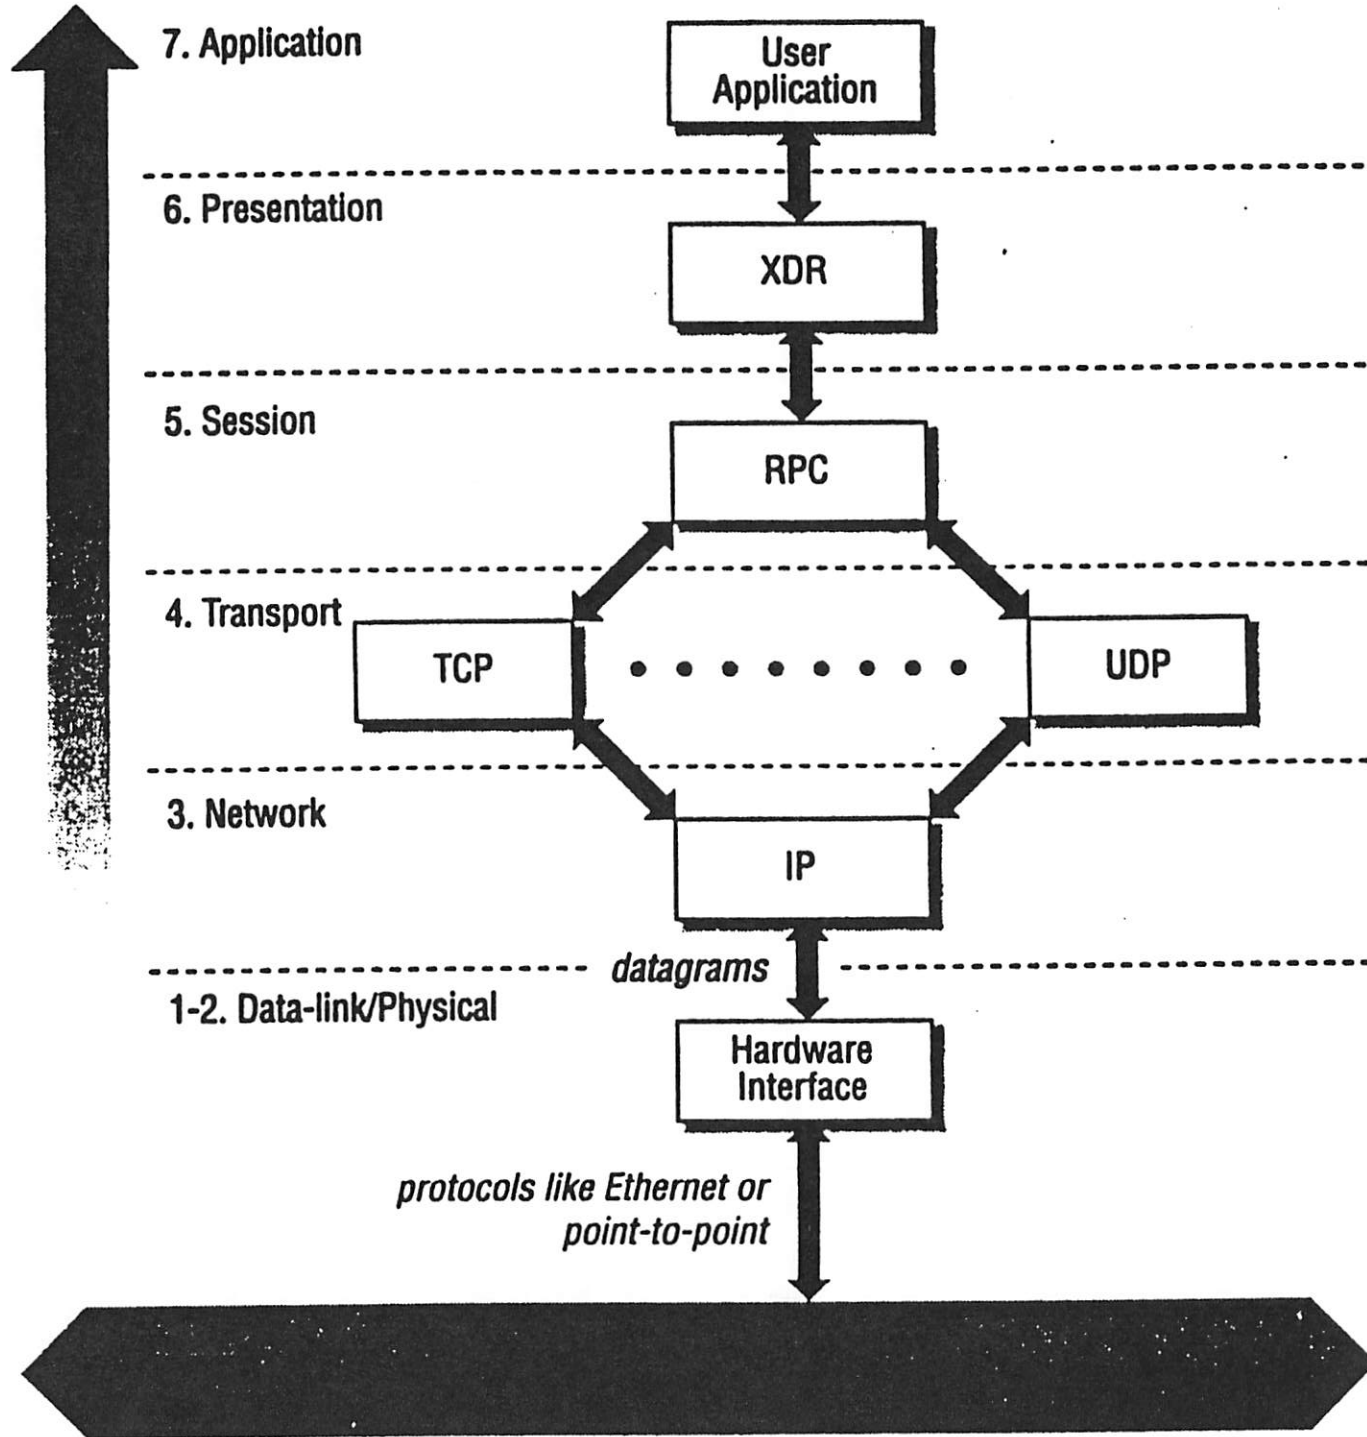 7. Application
User
Application
6. Presentation
XDR
5. Session
RPC
4. Transport
TCP
UDP
3. Network
IP
datagrams
1-2. Data-link/Physical
Hardware
Interface
protocols like Ethernet or
point-to-point